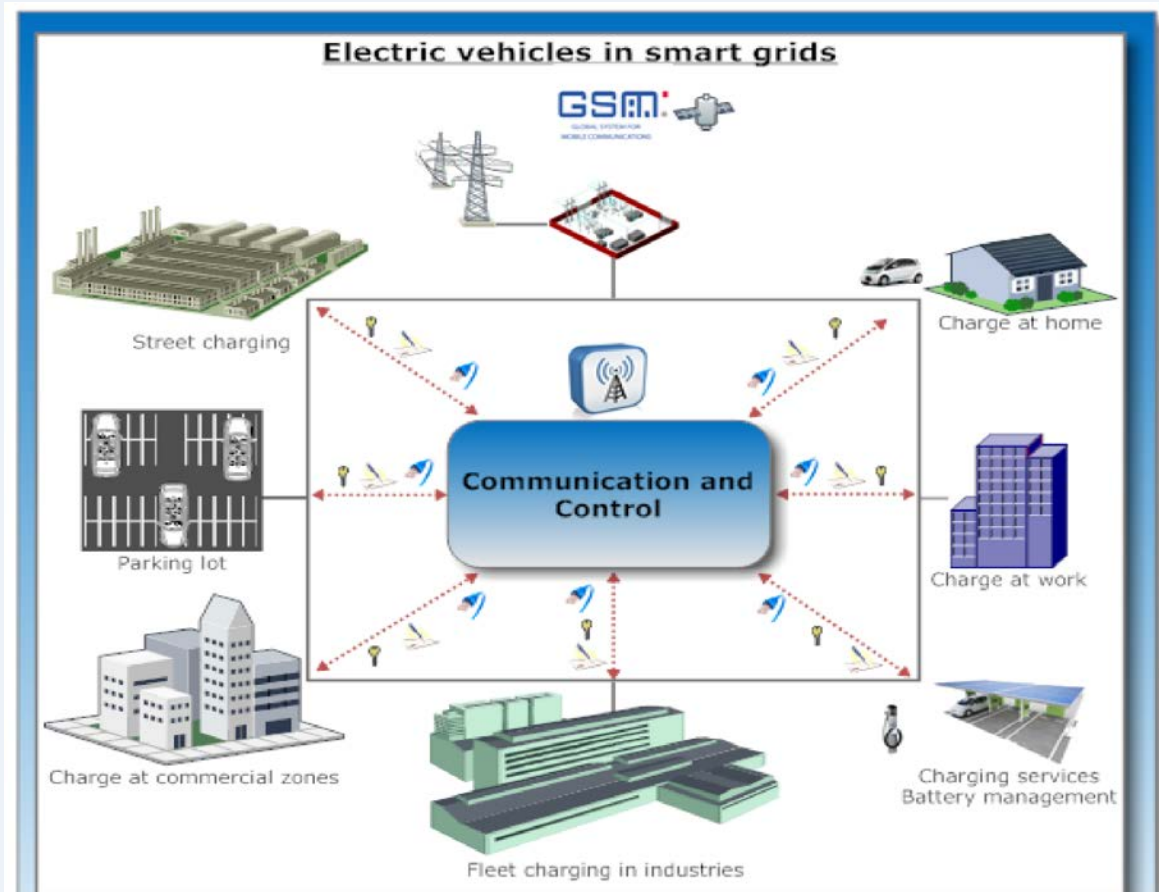 Electric vehicles in smart grids
GSM
GLOBAL SYSTEM FOR
MOBILE COMMUNICATIONS
Street charging
Charge at home
Communication and
Control
Parking lot
Charge at work
Charge at commercial zones
Charging services
Battery management
Fleet charging in industries